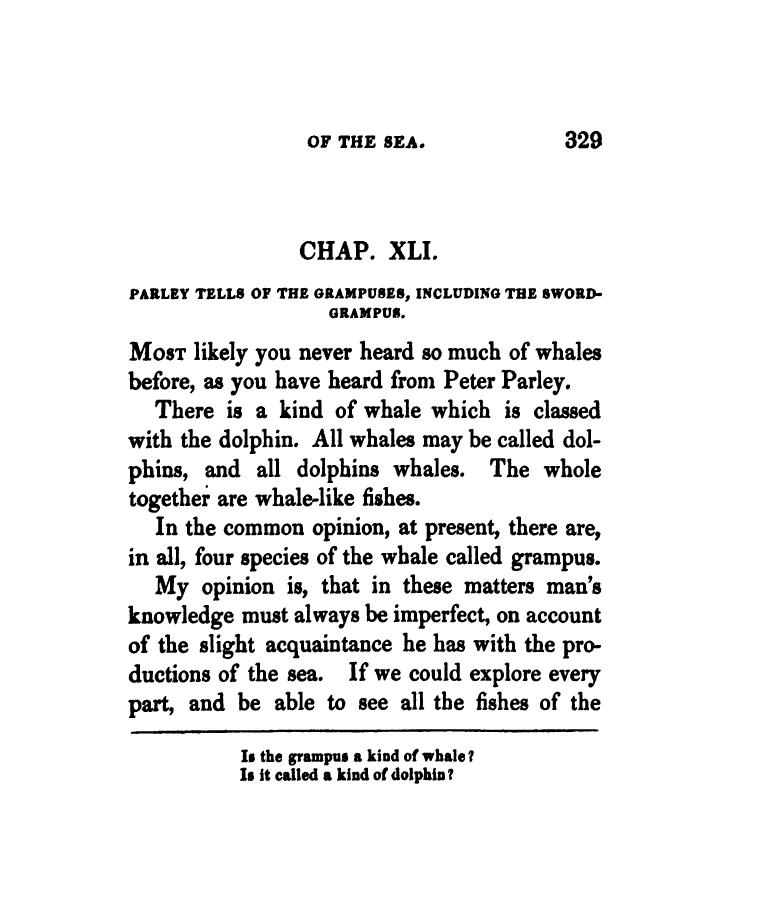 OF THE SEA. 329
CHAP. XLI.
PARLEY TELLS OF THE GRAMPUSES, INCLUDING THE SWORD-
GRAMPUS.
MOST likely you never heard so much of whales
before, as you have heard from Peter Parley.
There is a kind of whale which is classed
with the dolphin. All whales may be called dol-
phins, and all dolphins whales. The whole
together are whale-like fishes.
In the common opinion, at present, there are,
in all, four species of the whale called grampus.
My opinion is, that in these matters man's
knowledge must always be imperfect, on account
of the slight acquaintance he has with the pro-
ductions of the sea. If we could explore every
part, and be able to see all the fishes of the
Is the grampus a kind of whale?
Is it called a kind of dolphin?